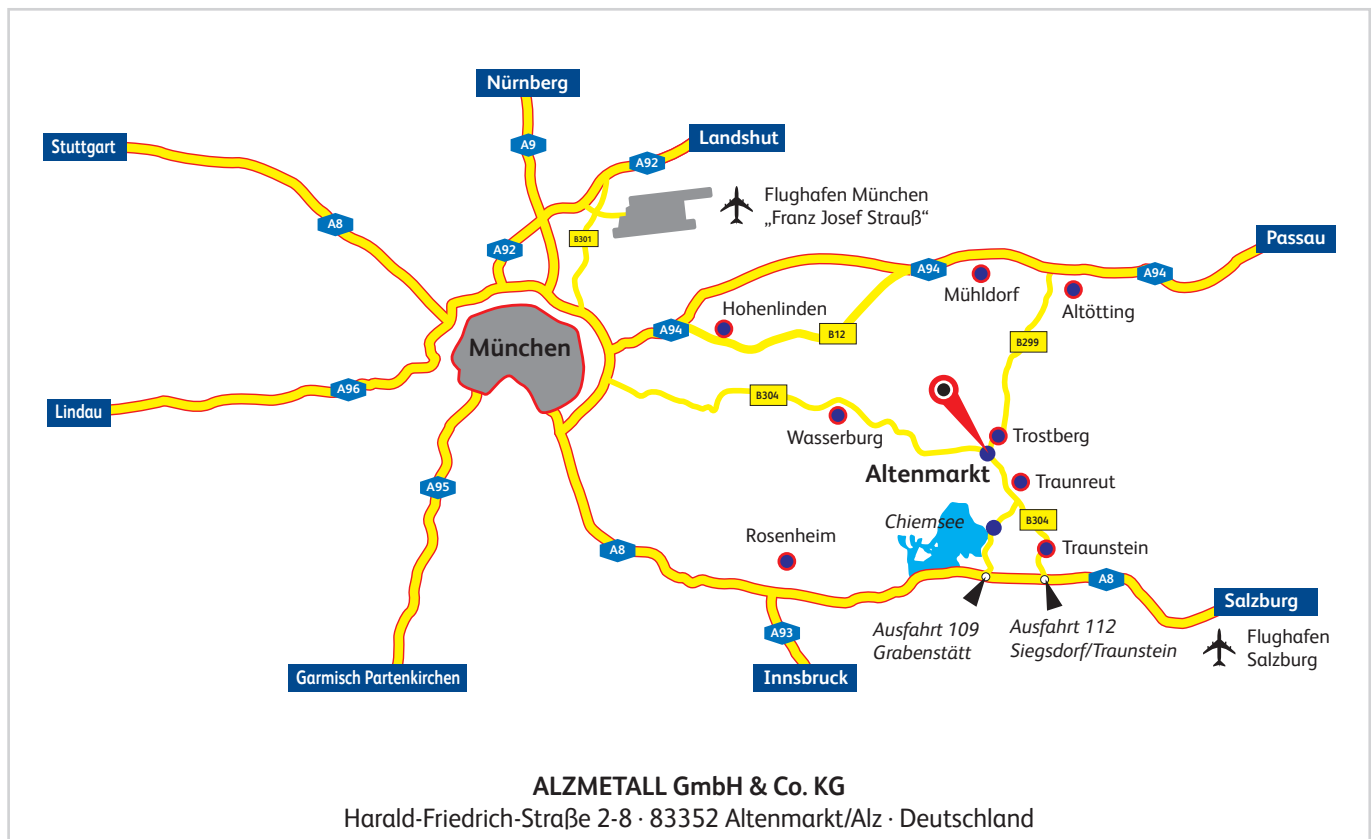 Nürnberg
Stuttgart
A9
Landshut
A92
Flughafen München
„Franz Josef Strauß“
A8
B301
A92
Passau
A94
A94
Mühldorf
Altötting
Hohenlinden
A94
B12
B299
München
A96
Lindau
B304
Wasserburg
Trostberg
Altenmarkt
Traunreut
A95
Chiemsee
B304
Rosenheim
A8
Traunstein
A8
Salzburg
A93
Ausfahrt 109
Grabenstätt
Ausfahrt 112
Siegsdorf/Traunstein
Flughafen
Salzburg
Garmisch Partenkirchen
Innsbruck
ALZMETALL GmbH & Co. KG
Harald-Friedrich-Straße 2-8 · 83352 Altenmarkt/Alz · Deutschland